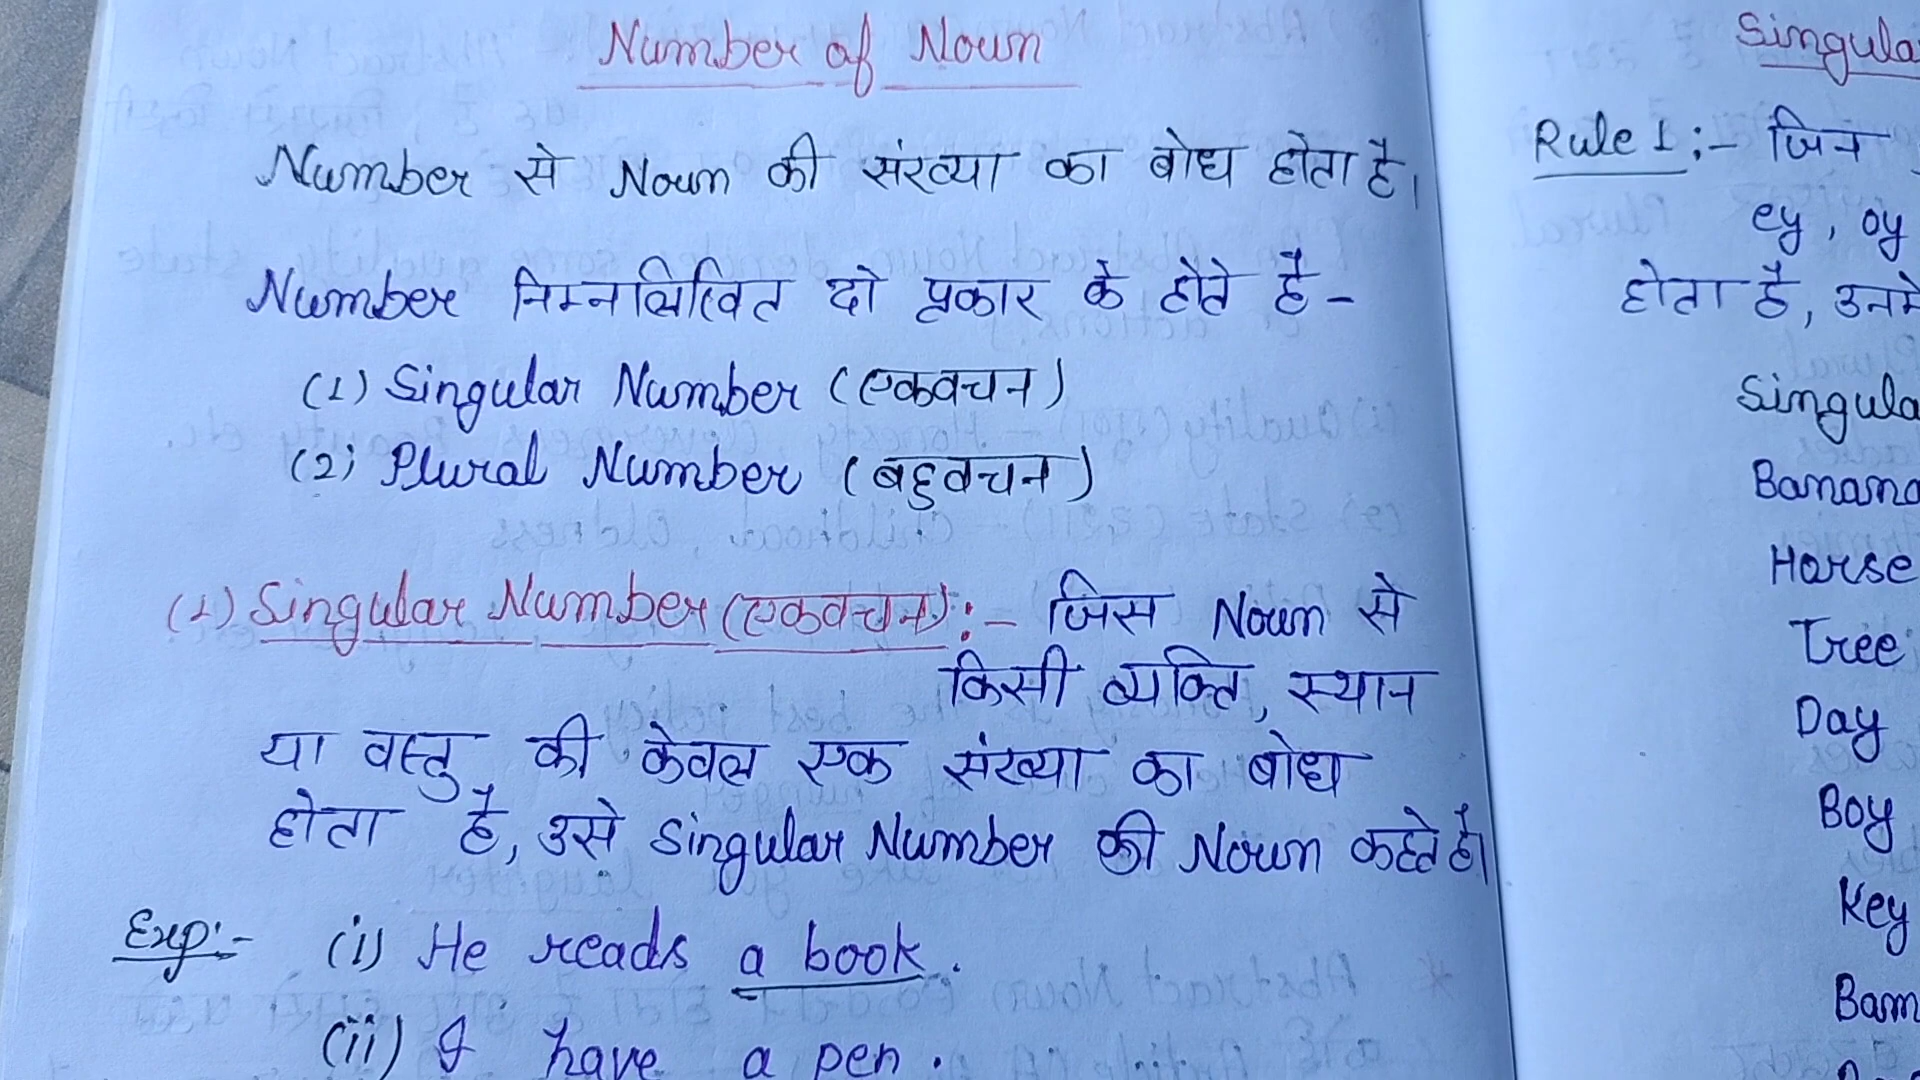 Number of Noun
Number से Noun की संख्या का बोध होता है।
Number निम्नलिखित दो प्रकार के होते है -
(1) Singular Number (एकवचन)
(2) Plural Number (बहुवचन)
(1) Singular Number (एकवचन) :- जिस Noun से
किसी व्यक्ति, स्थान
या वस्तु की केवल एक संख्या का बोध
होता है, उसे Singular Number की Noun कहते है।
Exp:- (i) He reads a book.
(ii) I have a pen.
Singula
Rule 1:- जिन
ey, oy
होता है, उनमे
Singula
Banana
Horse
Tree
Day
Boy
Key
Bam